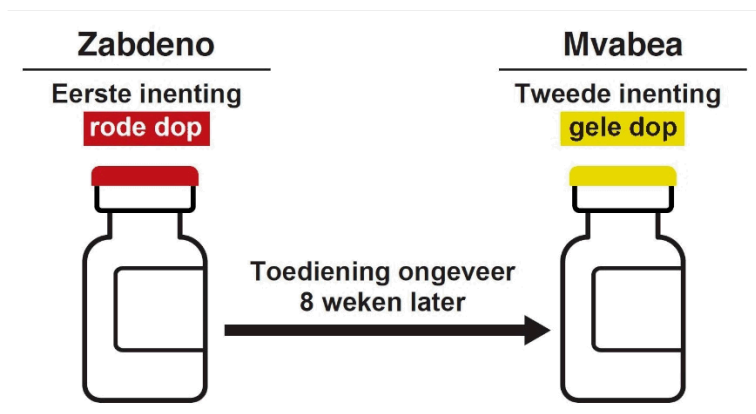 Zabdeno
Eerste inenting
rode dop
Toediening ongeveer
8 weken later
Mvabea
Tweede inenting
gele dop